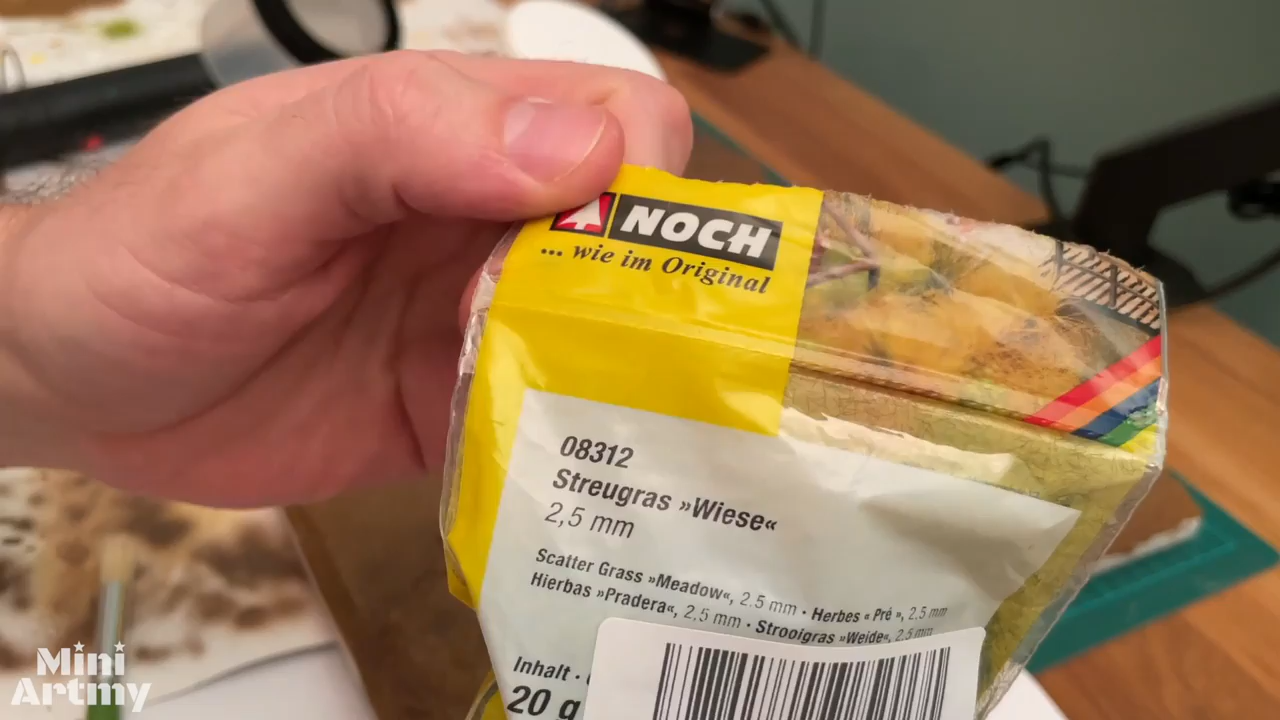 NOCH
... wie im Original
08312
Streugras »Wiese«
2,5 mm
Scatter Grass »Meadow«, 2.5 mm · Herbes « Pré », 2,5 mm
Hierbas »Pradera«, 2,5 mm · Strooigras »Weide«, 2,5 mm
Inhalt ·
20 g
Mini
Artmy